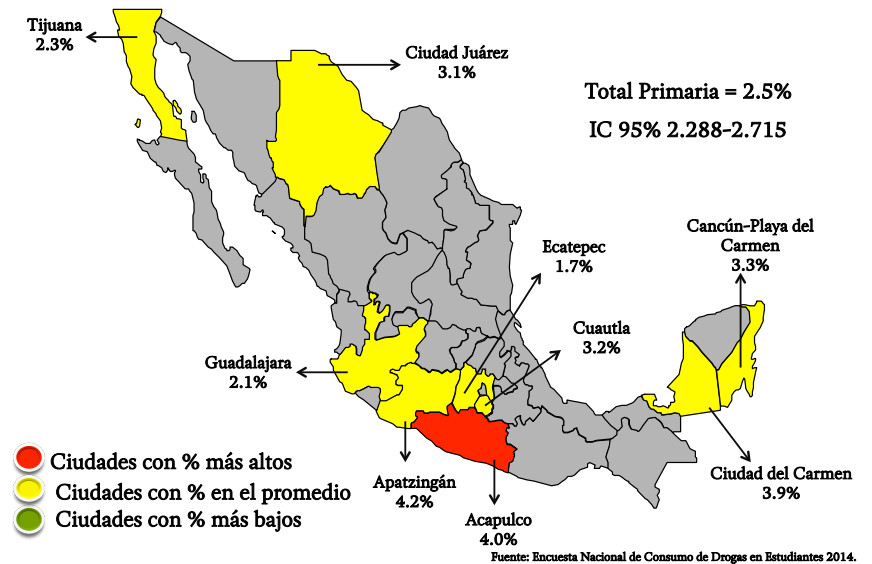 Tijuana
2.3%
Ciudad Juárez
3.1%
Total Primaria = 2.5%
IC 95% 2.288-2.715
Cancún-Playa del
Carmen
3.3%
Ecatepec
1.7%
Cuautla
3.2%
Guadalajara
2.1%
Ciudades con % más altos
Ciudades con % en el promedio
Ciudades con % más bajos
Apatzingán
4.2%
Acapulco
4.0%
Ciudad del Carmen
3.9%
Fuente: Encuesta Nacional de Consumo de Drogas en Estudiantes 2014.